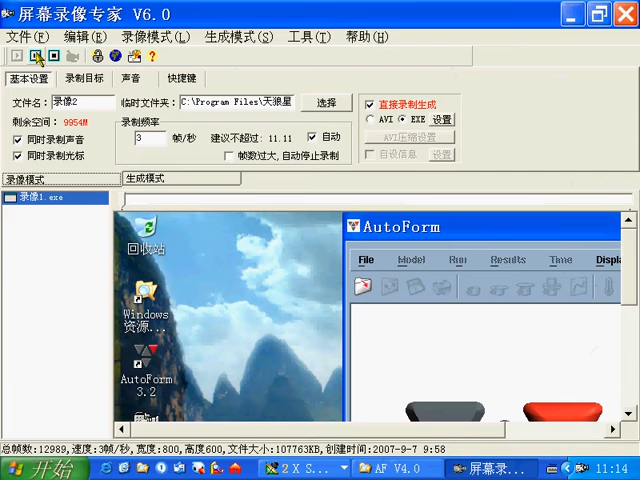 屏幕录像专家 V6.0
文件(F) 编辑(E) 录像模式(L) 生成模式(S) 工具(T) 帮助(H)
基本设置 录制目标 声音 快捷键
文件名: 录像2 临时文件夹: C:\Program Files\天狼星 选择
剩余空间: 9954M
同时录制声音
同时录制光标
录制频率
3 帧/秒 建议不超过: 11.11 自动
帧数过大,自动停止录制
直接录制生成
AVI EXE 设置
AVI压缩设置
自设信息 设置
录像模式 生成模式
录像1.exe
回收站
Windows
资源...
AutoForm
3.2
AutoForm
File Model Run Results Time Displa
总帧数:12989,速度:3帧/秒,宽度:800,高度600,文件大小:107763KB,创建时间:2007-9-7 9:58
开始 2 X S... AF V4.0 屏幕录... 11:14